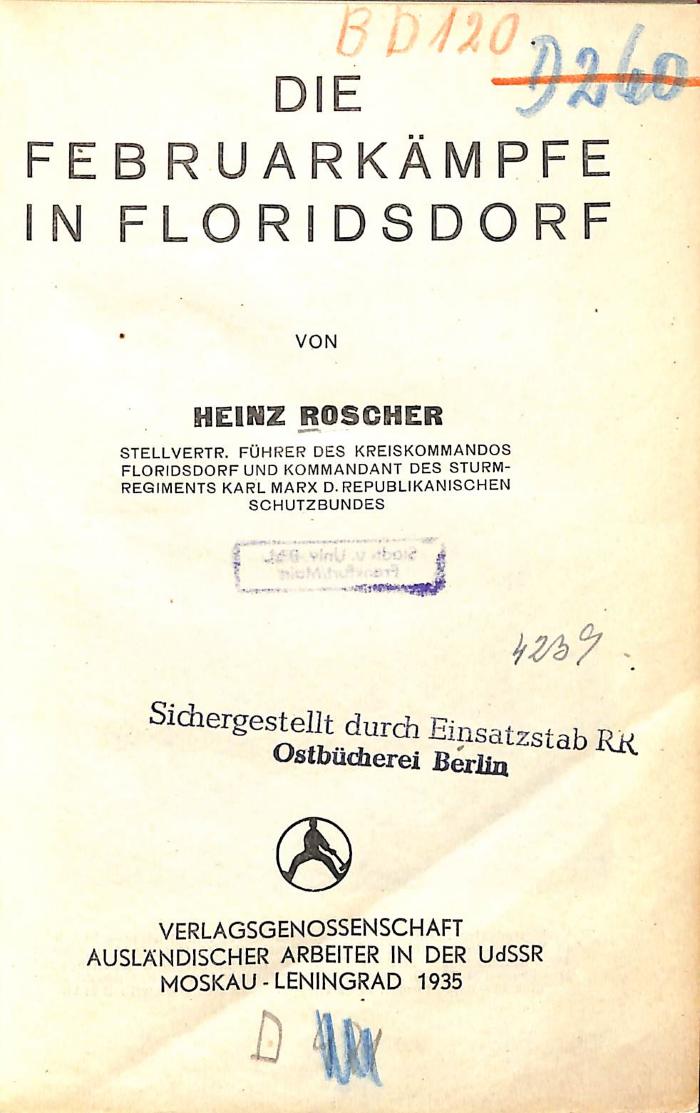 BD120
D240
DIE
FEBRUARKÄMPFE
IN FLORIDSDORF
VON
HEINZ ROSCHER
STELLVERTR. FÜHRER DES KREISKOMMANDOS
FLORIDSDORF UND KOMMANDANT DES STURM-
REGIMENTS KARL MARX D. REPUBLIKANISCHEN
SCHUTZBUNDES
Stadt- u. Univ.-Bibl.
Frankfurt/Main
4239
Sichergestellt durch Einsatzstab RR
Ostbücherei Berlin
VERLAGSGENOSSENSCHAFT
AUSLÄNDISCHER ARBEITER IN DER UdSSR
MOSKAU - LENINGRAD 1935
D